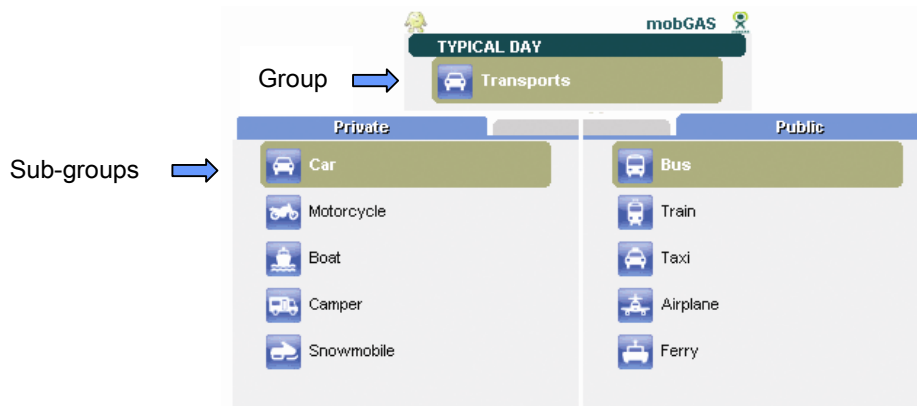 mobGAS
TYPICAL DAY
Group
Transports
Private
Public
Sub-groups
Car
Motorcycle
Boat
Camper
Snowmobile
Bus
Train
Taxi
Airplane
Ferry